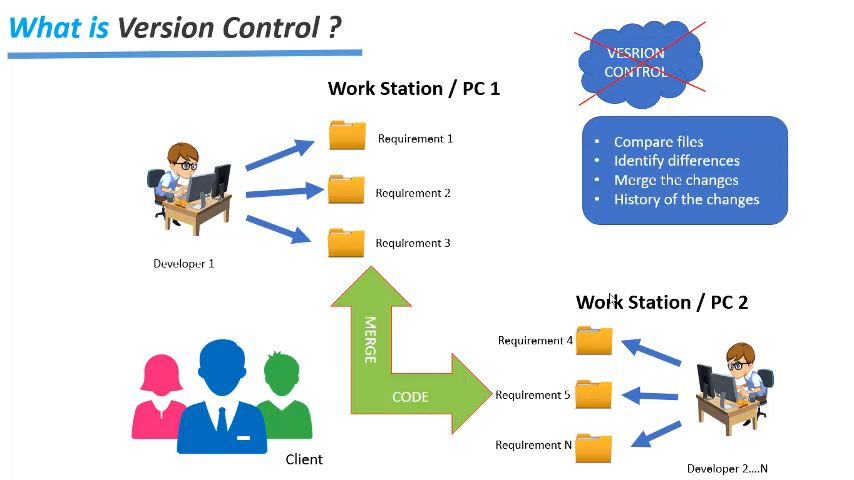 What is Version Control ?
VESRION
CONTROL
Work Station / PC 1
Requirement 1
Requirement 2
Requirement 3
Developer 1
• Compare files
• Identify differences
• Merge the changes
• History of the changes
MERGE
CODE
Client
Work Station / PC 2
Requirement 4
Requirement 5
Requirement N
Developer 2....N